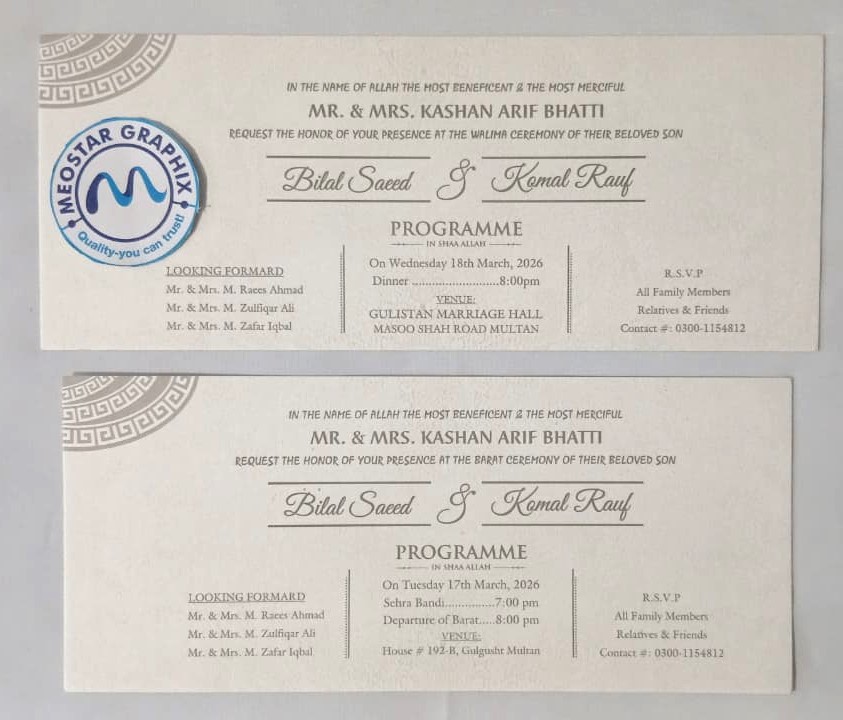 MEOSTAR GRAPHIX
Quality-you can trust!
IN THE NAME OF ALLAH THE MOST BENEFICENT & THE MOST MERCIFUL
MR. & MRS. KASHAN ARIF BHATTI
REQUEST THE HONOR OF YOUR PRESENCE AT THE WALIMA CEREMONY OF THEIR BELOVED SON
Bilal Saeed & Komal Rauf
PROGRAMME
IN SHAA ALLAH
On Wednesday 18th March, 2026
Dinner ...........................8:00pm
VENUE:
GULISTAN MARRIAGE HALL
MASOO SHAH ROAD MULTAN
LOOKING FORMARD
Mr. & Mrs. M. Raees Ahmad
Mr. & Mrs. M. Zulfiqar Ali
Mr. & Mrs. M. Zafar Iqbal
R.S.V.P
All Family Members
Relatives & Friends
Contact #: 0300-1154812
IN THE NAME OF ALLAH THE MOST BENEFICENT & THE MOST MERCIFUL
MR. & MRS. KASHAN ARIF BHATTI
REQUEST THE HONOR OF YOUR PRESENCE AT THE BARAT CEREMONY OF THEIR BELOVED SON
Bilal Saeed & Komal Rauf
PROGRAMME
IN SHAA ALLAH
On Tuesday 17th March, 2026
Sehra Bandi...............7:00 pm
Departure of Barat.....8:00 pm
VENUE:
House # 192-B, Gulgusht Multan
LOOKING FORMARD
Mr. & Mrs. M. Raees Ahmad
Mr. & Mrs. M. Zulfiqar Ali
Mr. & Mrs. M. Zafar Iqbal
R.S.V.P
All Family Members
Relatives & Friends
Contact #: 0300-1154812